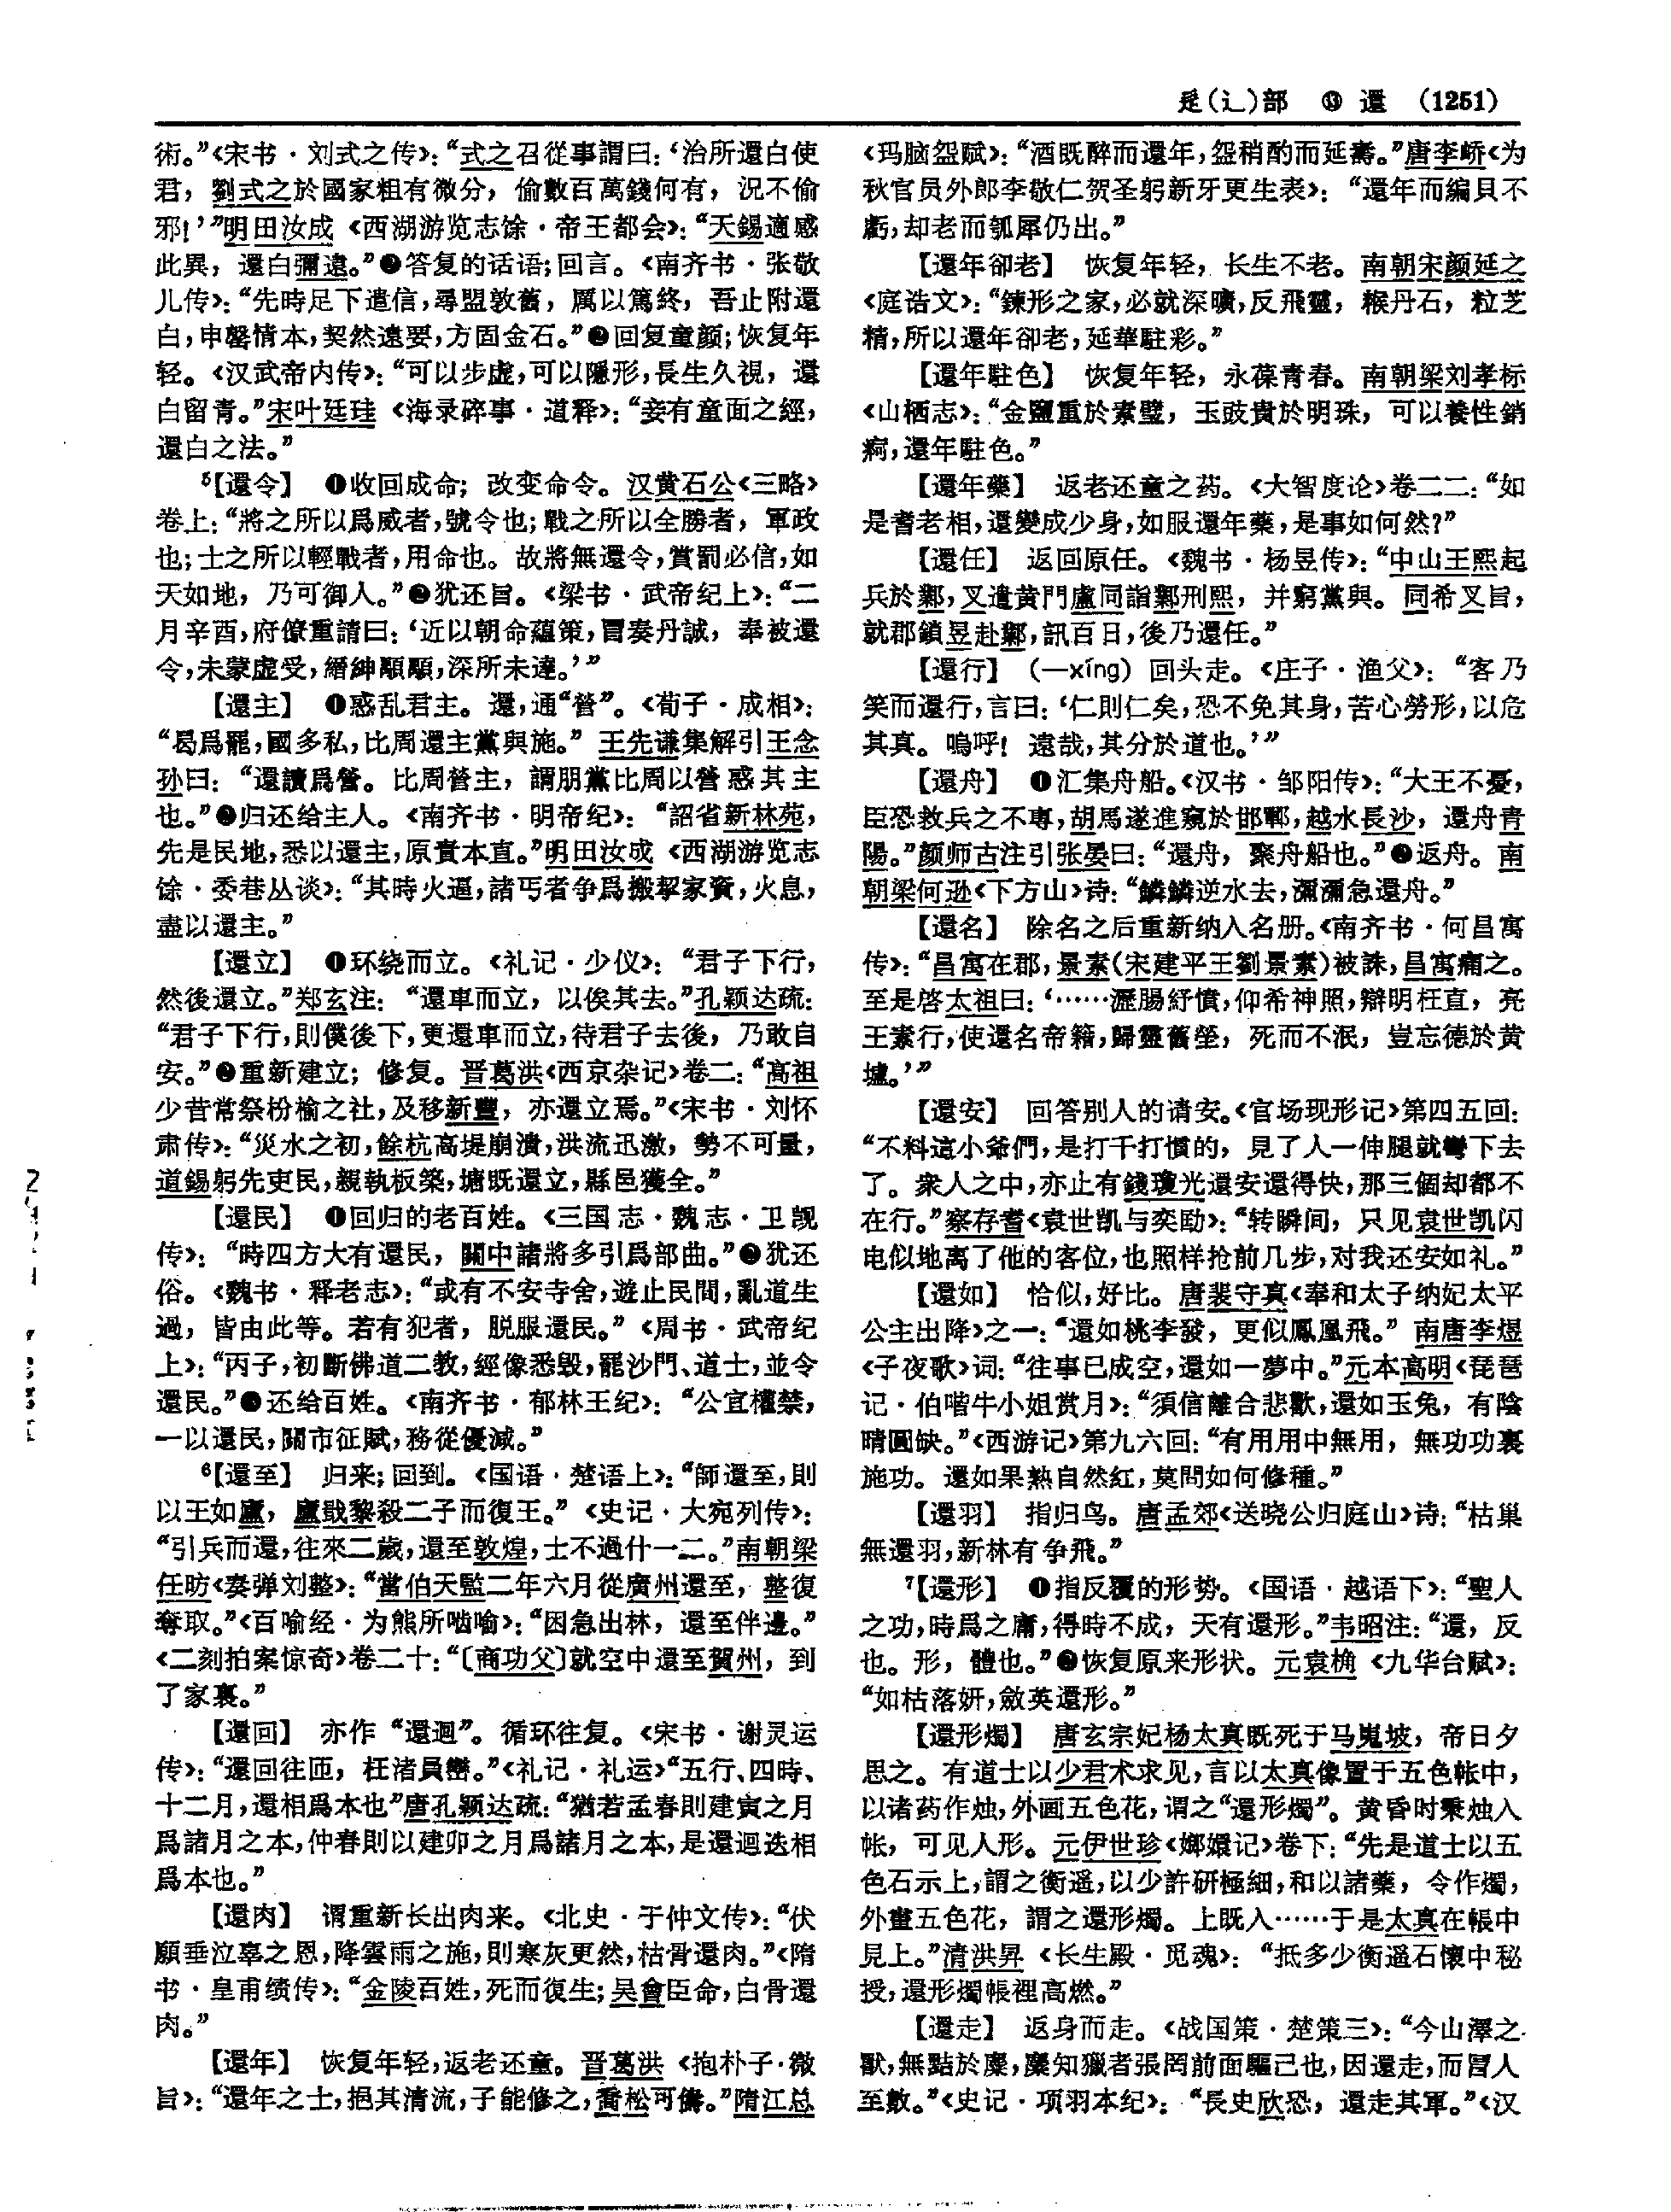 辵(辶)部 ⑬ 還 (1251)
術。”<宋书·刘式之传>:“式之召從事謂曰:‘治所還白使
君，劉式之於國家粗有微分，偷數百萬錢何有，況不偷
邪!’”明田汝成<西湖游览志馀·帝王都会>:“天錫適感
此異，還白彌遠。”❷答复的话语;回言。<南齐书·张敬
儿传>:“先時足下遣信,尋盟敦舊，厲以篤終，吾止附還
白,申罄情本,契然遠要,方固金石。”❸回复童颜;恢复年
轻。<汉武帝内传>:“可以步虚,可以隱形,長生久視，還
白留青。”宋叶廷珪<海录碎事·道释>:“妾有童面之經，
還白之法。”
5【還令】 ❶收回成命; 改变命令。汉黄石公<三略>
卷上:“將之所以爲威者,號令也;戰之所以全勝者，軍政
也;士之所以輕戰者,用命也。故將無還令,賞罰必信,如
天如地，乃可御人。”❷犹还旨。<梁书·武帝纪上>:“二
月辛酉,府僚重請曰:‘近以朝命蕴策,冒奏丹誠，奉被還
令,未蒙虚受,縉紳顒顒,深所未達。’”
【還主】 ❶惑乱君主。還,通“營”。<荀子·成相>:
“曷爲罷,國多私,比周還主黨與施。”王先谦集解引王念
孙曰: “還讀爲營。比周營主，謂朋黨比周以營惑其主
也。”❷归还给主人。<南齐书·明帝纪>: “詔省新林苑，
先是民地,悉以還主,原責本直。”明田汝成<西湖游览志
馀·委巷丛谈>:“其時火逼,諸丐者争爲搬挈家資,火息，
盡以還主。”
【還立】 ❶环绕而立。<礼记·少仪>: “君子下行，
然後還立。”郑玄注: “還車而立，以俟其去。”孔颖达疏:
“君子下行,則僕後下,更還車而立,待君子去後，乃敢自
安。”❷重新建立; 修复。晋葛洪<西京杂记>卷二:“高祖
少昔常祭枌榆之社,及移新豐，亦還立焉。”<宋书·刘怀
肃传>:“災水之初,餘杭高堤崩潰,洪流迅激，勢不可量，
道錫躬先吏民,親執板築,塘既還立,縣邑獲全。”
【還民】 ❶回归的老百姓。<三国志·魏志·卫觊
传>: “時四方大有還民，關中諸將多引爲部曲。”❷犹还
俗。<魏书·释老志>:“或有不安寺舍,遊止民間,亂道生
過，皆由此等。若有犯者，脱服還民。”<周书·武帝纪
上>:“丙子,初斷佛道二教,經像悉毁,罷沙門、道士,並令
還民。”❸还给百姓。<南齐书·郁林王纪>: “公宜權禁，
一以還民,關市征賦,務從優減。”
6【還至】 归来;回到。<国语·楚语上>:“師還至,則
以王如廬，廬戢黎殺二子而復王。”<史记·大宛列传>:
“引兵而還,往來二歲,還至敦煌,士不過什一二。”南朝梁
任昉<奏弹刘整>:“當伯天監二年六月從廣州還至，整復
奪取。”<百喻经·为熊所啮喻>:“困急出林，還至伴邊。”
<二刻拍案惊奇>卷二十:“〔商功父〕就空中還至賀州，到
了家裏。”
【還回】 亦作“還迴”。循环往复。<宋书·谢灵运
传>:“還回往匝，枉渚員巒。”<礼记·礼运>“五行、四時、
十二月,還相爲本也”唐孔颖达疏:“猶若孟春則建寅之月
爲諸月之本,仲春則以建卯之月爲諸月之本,是還迴迭相
爲本也。”
【還肉】 谓重新长出肉来。<北史·于仲文传>:“伏
願垂泣辜之恩,降雲雨之施,則寒灰更然,枯骨還肉。”<隋
书·皇甫绩传>:“金陵百姓,死而復生;吴會臣命,白骨還
肉。”
【還年】 恢复年轻,返老还童。晋葛洪<抱朴子·微
旨>:“還年之士,挹其清流,子能修之,喬松可儔。”隋江总
<玛脑盌赋>:“酒既醉而還年,盌稍酌而延壽。”唐李峤<为
秋官员外郎李敬仁贺圣躬新牙更生表>: “還年而編貝不
虧,却老而瓠犀仍出。”
【還年卻老】 恢复年轻，长生不老。南朝宋颜延之
<庭诰文>:“鍊形之家,必就深曠,反飛靈，糇丹石，粒芝
精,所以還年卻老,延華駐彩。”
【還年駐色】 恢复年轻，永葆青春。南朝梁刘孝标
<山栖志>:“金鹽重於素璧，玉豉貴於明珠，可以養性銷
痾,還年駐色。”
【還年藥】 返老还童之药。<大智度论>卷二二:“如
是耆老相,還變成少身,如服還年藥,是事如何然?”
【還任】 返回原任。<魏书·杨昱传>:“中山王熙起
兵於鄴,叉遣黄門盧同詣鄴刑熙，并窮黨與。同希叉旨，
就郡鎖昱赴鄴,訊百日,後乃還任。”
【還行】 (—xíng) 回头走。<庄子·渔父>: “客乃
笑而還行,言曰:‘仁則仁矣,恐不免其身,苦心勞形,以危
其真。嗚呼! 遠哉,其分於道也。’”
【還舟】 ❶汇集舟船。<汉书·邹阳传>:“大王不憂，
臣恐救兵之不專,胡馬遂進窺於邯鄲,越水長沙，還舟青
陽。”颜师古注引张晏曰:“還舟，聚舟船也。”❷返舟。南
朝梁何逊<下方山>诗:“鱗鱗逆水去,瀰瀰急還舟。”
【還名】 除名之后重新纳入名册。<南齐书·何昌寓
传>:“昌寓在郡,景素(宋建平王劉景素)被誅,昌寓痛之。
至是啓太祖曰:‘……瀝腸紓憤,仰希神照,辯明枉直，亮
王素行,使還名帝籍,歸靈舊塋，死而不泯，豈忘德於黄
壚。’”
【還安】 回答别人的请安。<官场现形记>第四五回:
“不料這小爺們,是打千打慣的，見了人一伸腿就彎下去
了。衆人之中,亦止有錢瓊光還安還得快,那三個却都不
在行。”察存耆<袁世凯与奕劻>:“转瞬间，只见袁世凯闪
电似地离了他的客位,也照样抢前几步,对我还安如礼。”
【還如】 恰似,好比。唐裴守真<奉和太子纳妃太平
公主出降>之一:“還如桃李發，更似鳳凰飛。”南唐李煜
<子夜歌>词:“往事已成空,還如一夢中。”元本高明<琵琶
记·伯喈牛小姐赏月>:“須信離合悲歡,還如玉兔，有陰
晴圓缺。”<西游记>第九六回:“有用用中無用，無功功裏
施功。還如果熟自然紅,莫問如何修種。”
【還羽】 指归鸟。唐孟郊<送晓公归庭山>诗:“枯巢
無還羽,新林有争飛。”
7【還形】 ❶指反覆的形势。<国语·越语下>:“聖人
之功,時爲之庸,得時不成，天有還形。”韦昭注:“還，反
也。形，體也。”❷恢复原来形状。元袁桷<九华台赋>:
“如枯落妍,斂英還形。”
【還形燭】 唐玄宗妃杨太真既死于马嵬坡，帝日夕
思之。有道士以少君术求见,言以太真像置于五色帐中，
以诸药作烛,外画五色花,谓之“還形燭”。黄昏时秉烛入
帐，可见人形。元伊世珍<嫏嬛记>卷下:“先是道士以五
色石示上,謂之衡遥,以少許研極細,和以諸藥，令作燭，
外畫五色花，謂之還形燭。上既入……于是太真在帳中
見上。”清洪昇<长生殿·觅魂>: “抵多少衡遥石懷中秘
授,還形燭帳裡高燃。”
【還走】 返身而走。<战国策·楚策三>:“今山澤之
獸,無黠於麋,麋知獵者張罔前而驅己也,因還走,而冒人
至數。”<史记·项羽本纪>: “長史欣恐，還走其軍。”<汉